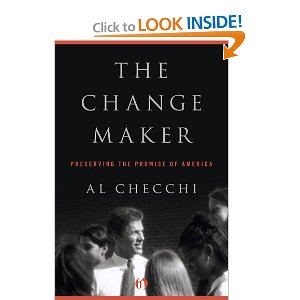 Click to LOOK INSIDE!
THE
CHANGE
MAKER
PRESERVING THE PROMISE OF AMERICA
AL CHECCHI